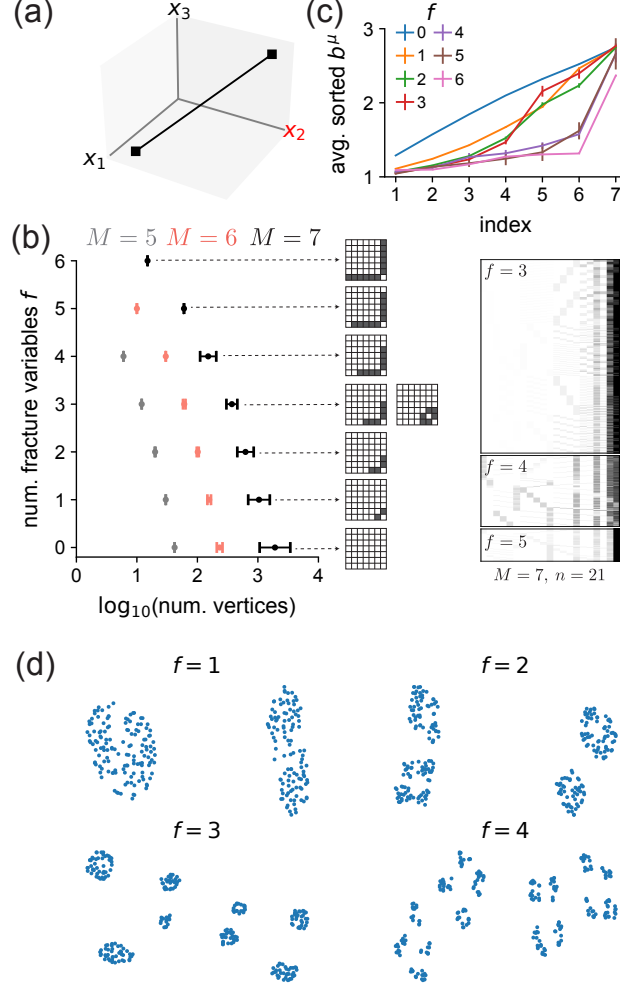 (a)
x₃
x₁
x₂
(c)
f
0
1
2
3
4
5
6
avg. sorted b^μ
3
2
1
1 2 3 4 5 6 7
index
(b)
M = 5 M = 6 M = 7
num. fracture variables f
6
5
4
3
2
1
0
0 1 2 3 4
log₁₀(num. vertices)
f = 3
f = 4
f = 5
M = 7, n = 21
(d)
f = 1
f = 2
f = 3
f = 4